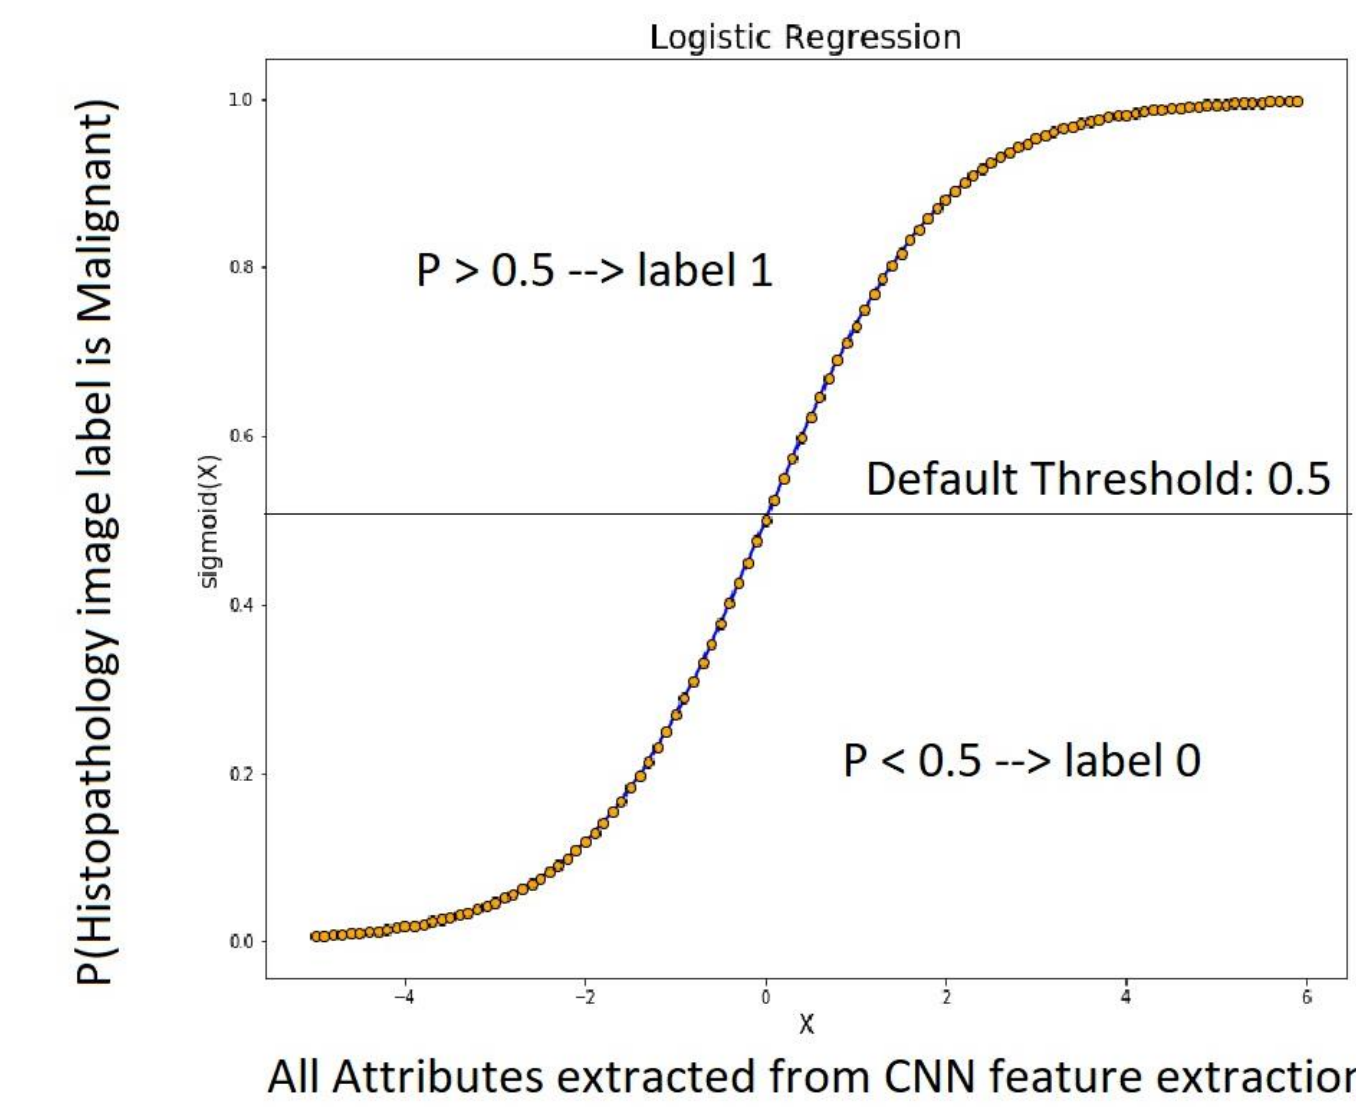 Logistic Regression
P(Histopathology image label is Malignant)
sigmoid(X)
1.0
0.8
0.6
0.4
0.2
0.0
P > 0.5 --> label 1
Default Threshold: 0.5
P < 0.5 --> label 0
−4 −2 0 2 4 6
X
All Attributes extracted from CNN feature extraction